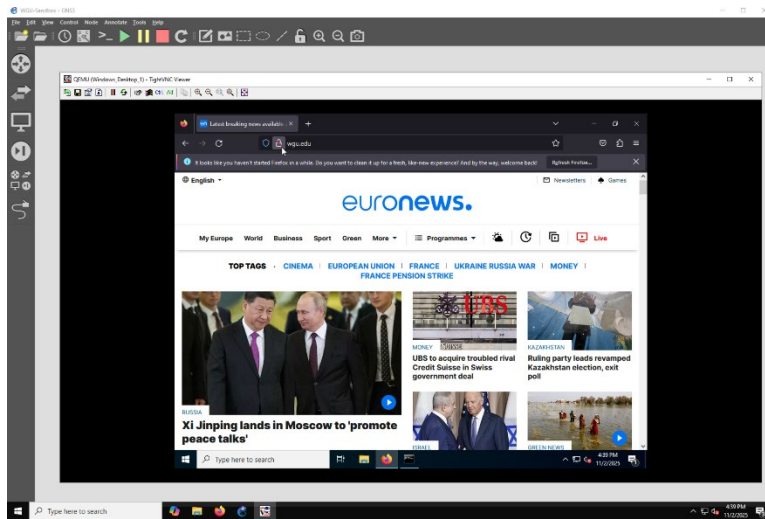 WGU-Sandbox - GNS3
File Edit View Control Node Annotate Tools Help
QEMU (Windows_Desktop_1) - TightVNC Viewer
Latest breaking news available
wgu.edu
It looks like you haven't started Firefox in a while. Do you want to clean it up for a fresh, like-new experience? And by the way, welcome back!
Refresh Firefox...
English
Newsletters
Games
euronews.
My Europe World Business Sport Green More Programmes Live
TOP TAGS CINEMA | EUROPEAN UNION | FRANCE | UKRAINE RUSSIA WAR | MONEY |
FRANCE PENSION STRIKE
UBS
RUSSIA
Xi Jinping lands in Moscow to 'promote
peace talks'
MONEY
UBS to acquire troubled rival
Credit Suisse in Swiss
government deal
KAZAKHSTAN
Ruling party leads revamped
Kazakhstan election, exit
poll
ISRAEL
GREEN NEWS
Type here to search
4:39 PM
11/2/2025
Type here to search
4:39 PM
11/2/2025